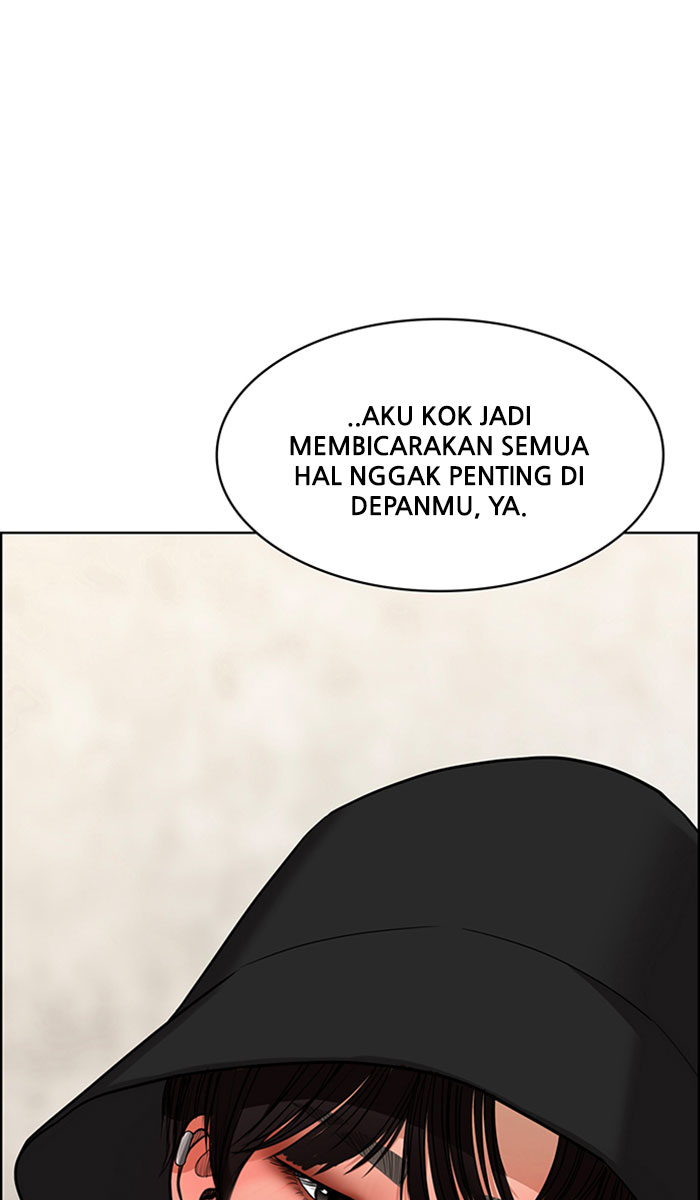 ..AKU KOK JADI
MEMBICARAKAN SEMUA
HAL NGGAK PENTING DI
DEPANMU, YA.